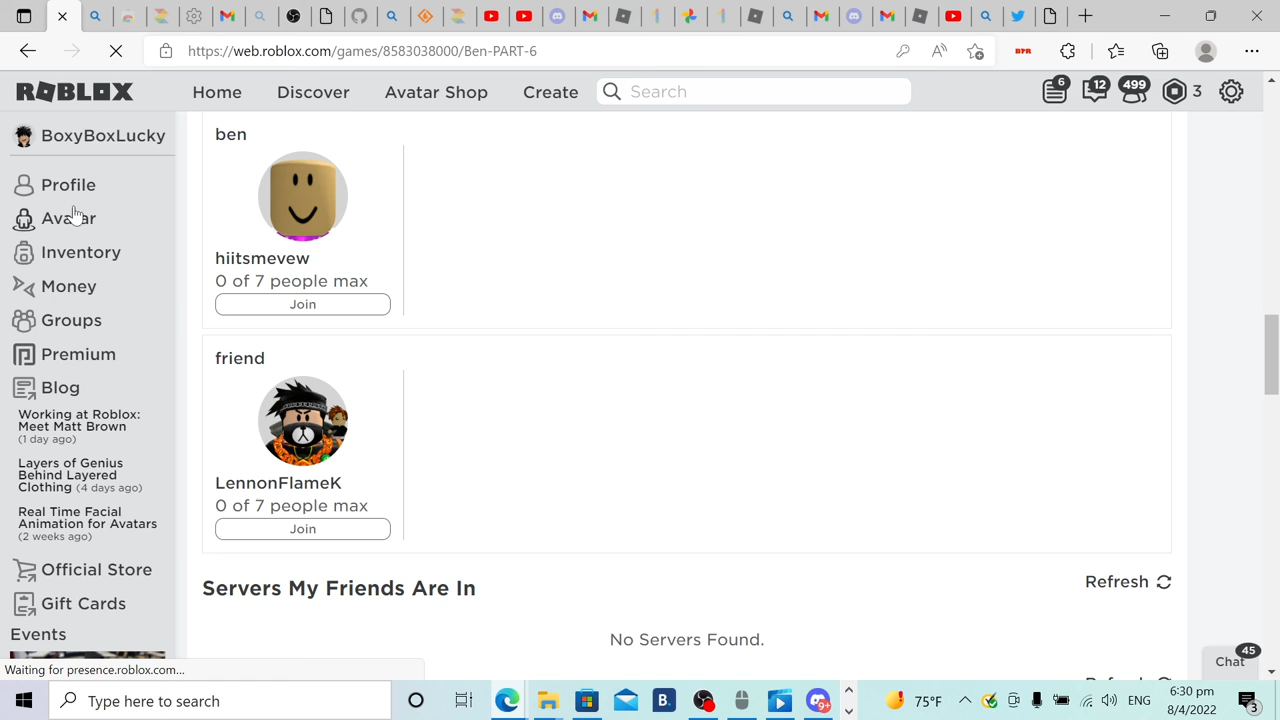 https://web.roblox.com/games/8583038000/Ben-PART-6
BPR
ROBLOX
Home
Discover
Avatar Shop
Create
Search
6
12
499
3
BoxyBoxLucky
Profile
Avatar
Inventory
Money
Groups
Premium
Blog
Working at Roblox:
Meet Matt Brown
(1 day ago)
Layers of Genius
Behind Layered
Clothing (4 days ago)
Real Time Facial
Animation for Avatars
(2 weeks ago)
Official Store
Gift Cards
Events
ben
hiitsmevew
0 of 7 people max
Join
friend
LennonFlameK
0 of 7 people max
Join
Servers My Friends Are In
Refresh
No Servers Found.
Chat
45
Waiting for presence.roblox.com...
Type here to search
B.
9+
75°F
ENG
6:30 pm
8/4/2022
3